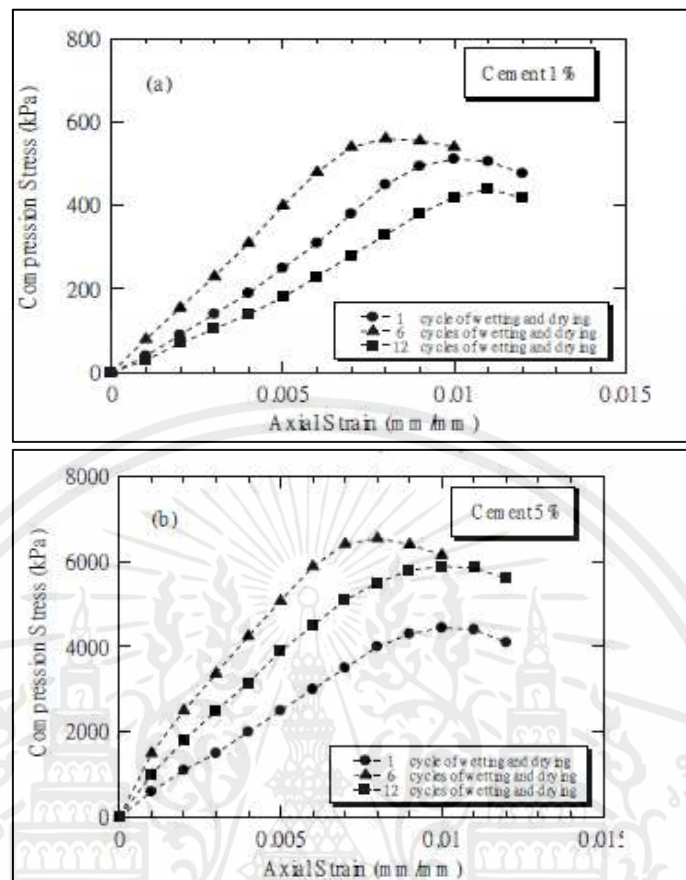 800
(a)
Cement 1 %
600
400
200
0
Compression Stress (kPa)
1 cycle of wetting and drying
6 cycles of wetting and drying
12 cycles of wetting and drying
0 0.005 0.01 0.015
Axial Strain (mm/mm)
8000
(b)
Cement 5 %
6000
4000
2000
0
Compression Stress (kPa)
1 cycle of wetting and drying
6 cycles of wetting and drying
12 cycles of wetting and drying
0 0.005 0.01 0.015
Axial Strain (mm/mm)